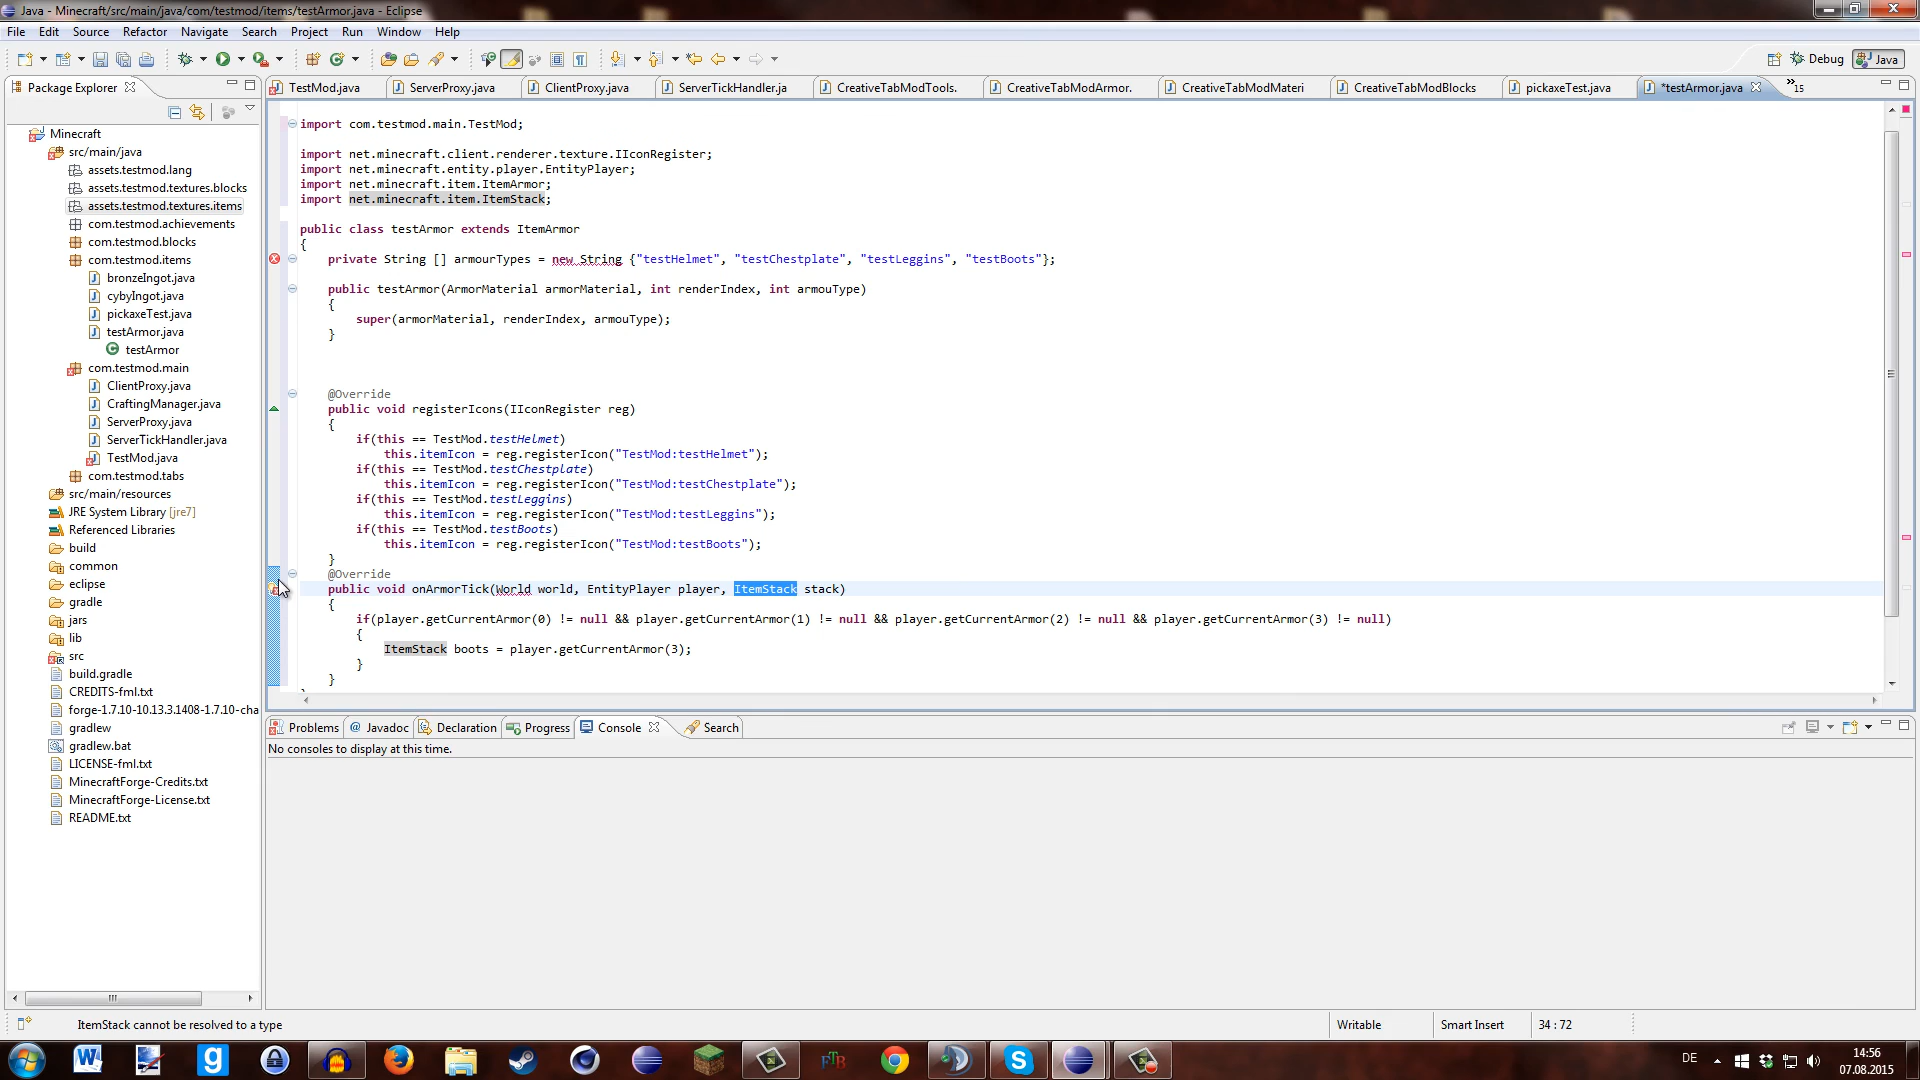 Java - Minecraft/src/main/java/com/testmod/items/testArmor.java - Eclipse
File Edit Source Refactor Navigate Search Project Run Window Help
Debug Java
Package Explorer
TestMod.java ServerProxy.java ClientProxy.java ServerTickHandler.ja CreativeTabModTools. CreativeTabModArmor. CreativeTabModMateri CreativeTabModBlocks pickaxeTest.java *testArmor.java »15
Minecraft
src/main/java
assets.testmod.lang
assets.testmod.textures.blocks
assets.testmod.textures.items
com.testmod.achievements
com.testmod.blocks
com.testmod.items
bronzeIngot.java
cybyIngot.java
pickaxeTest.java
testArmor.java
testArmor
com.testmod.main
ClientProxy.java
CraftingManager.java
ServerProxy.java
ServerTickHandler.java
TestMod.java
com.testmod.tabs
src/main/resources
JRE System Library [jre7]
Referenced Libraries
build
common
eclipse
gradle
jars
lib
src
build.gradle
CREDITS-fml.txt
forge-1.7.10-10.13.3.1408-1.7.10-cha
gradlew
gradlew.bat
LICENSE-fml.txt
MinecraftForge-Credits.txt
MinecraftForge-License.txt
README.txt
import com.testmod.main.TestMod;
import net.minecraft.client.renderer.texture.IIconRegister;
import net.minecraft.entity.player.EntityPlayer;
import net.minecraft.item.ItemArmor;
import net.minecraft.item.ItemStack;
public class testArmor extends ItemArmor
{
private String [] armourTypes = new String {"testHelmet", "testChestplate", "testLeggins", "testBoots"};
public testArmor(ArmorMaterial armorMaterial, int renderIndex, int armouType)
{
super(armorMaterial, renderIndex, armouType);
}
@Override
public void registerIcons(IIconRegister reg)
{
if(this == TestMod.testHelmet)
this.itemIcon = reg.registerIcon("TestMod:testHelmet");
if(this == TestMod.testChestplate)
this.itemIcon = reg.registerIcon("TestMod:testChestplate");
if(this == TestMod.testLeggins)
this.itemIcon = reg.registerIcon("TestMod:testLeggins");
if(this == TestMod.testBoots)
this.itemIcon = reg.registerIcon("TestMod:testBoots");
}
@Override
public void onArmorTick(World world, EntityPlayer player, ItemStack stack)
{
if(player.getCurrentArmor(0) != null && player.getCurrentArmor(1) != null && player.getCurrentArmor(2) != null && player.getCurrentArmor(3) != null)
{
ItemStack boots = player.getCurrentArmor(3);
}
}
Problems Javadoc Declaration Progress Console Search
No consoles to display at this time.
ItemStack cannot be resolved to a type
Writable Smart Insert 34 : 72
DE
14:56
07.08.2015